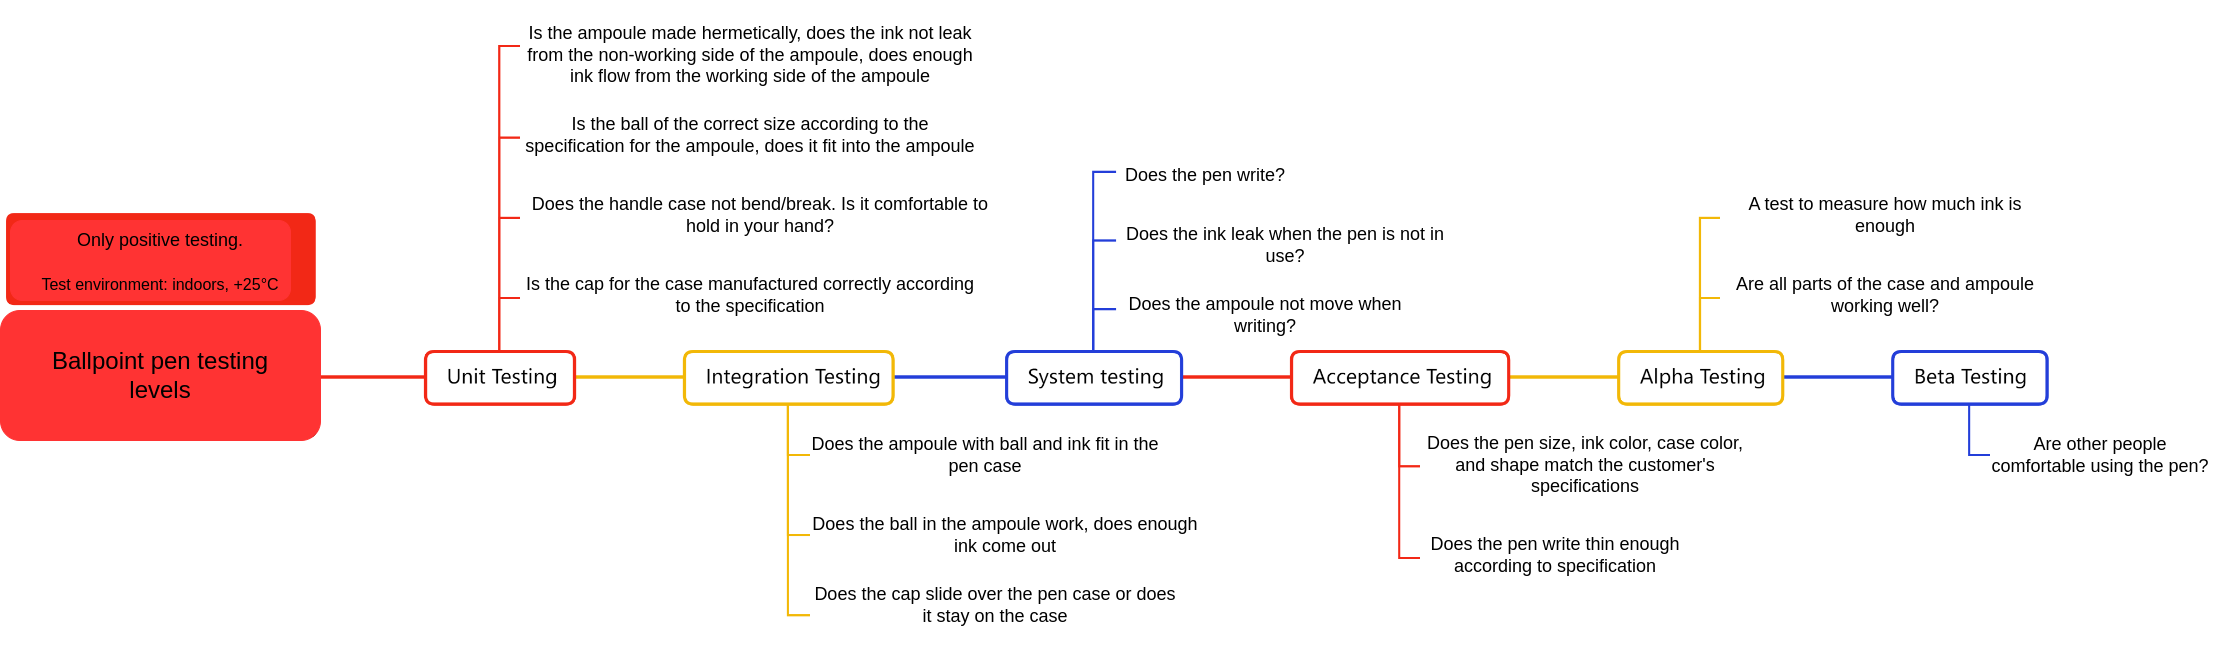 Is the ampoule made hermetically, does the ink not leak
from the non-working side of the ampoule, does enough
ink flow from the working side of the ampoule
Is the ball of the correct size according to the
specification for the ampoule, does it fit into the ampoule
Does the handle case not bend/break. Is it comfortable to
hold in your hand?
Is the cap for the case manufactured correctly according
to the specification
Does the pen write?
Does the ink leak when the pen is not in
use?
Does the ampoule not move when
writing?
A test to measure how much ink is
enough
Are all parts of the case and ampoule
working well?
Only positive testing.
Test environment: indoors, +25°C
Ballpoint pen testing
levels
Unit Testing
Integration Testing
System testing
Acceptance Testing
Alpha Testing
Beta Testing
Does the ampoule with ball and ink fit in the
pen case
Does the ball in the ampoule work, does enough
ink come out
Does the cap slide over the pen case or does
it stay on the case
Does the pen size, ink color, case color,
and shape match the customer's
specifications
Does the pen write thin enough
according to specification
Are other people
comfortable using the pen?